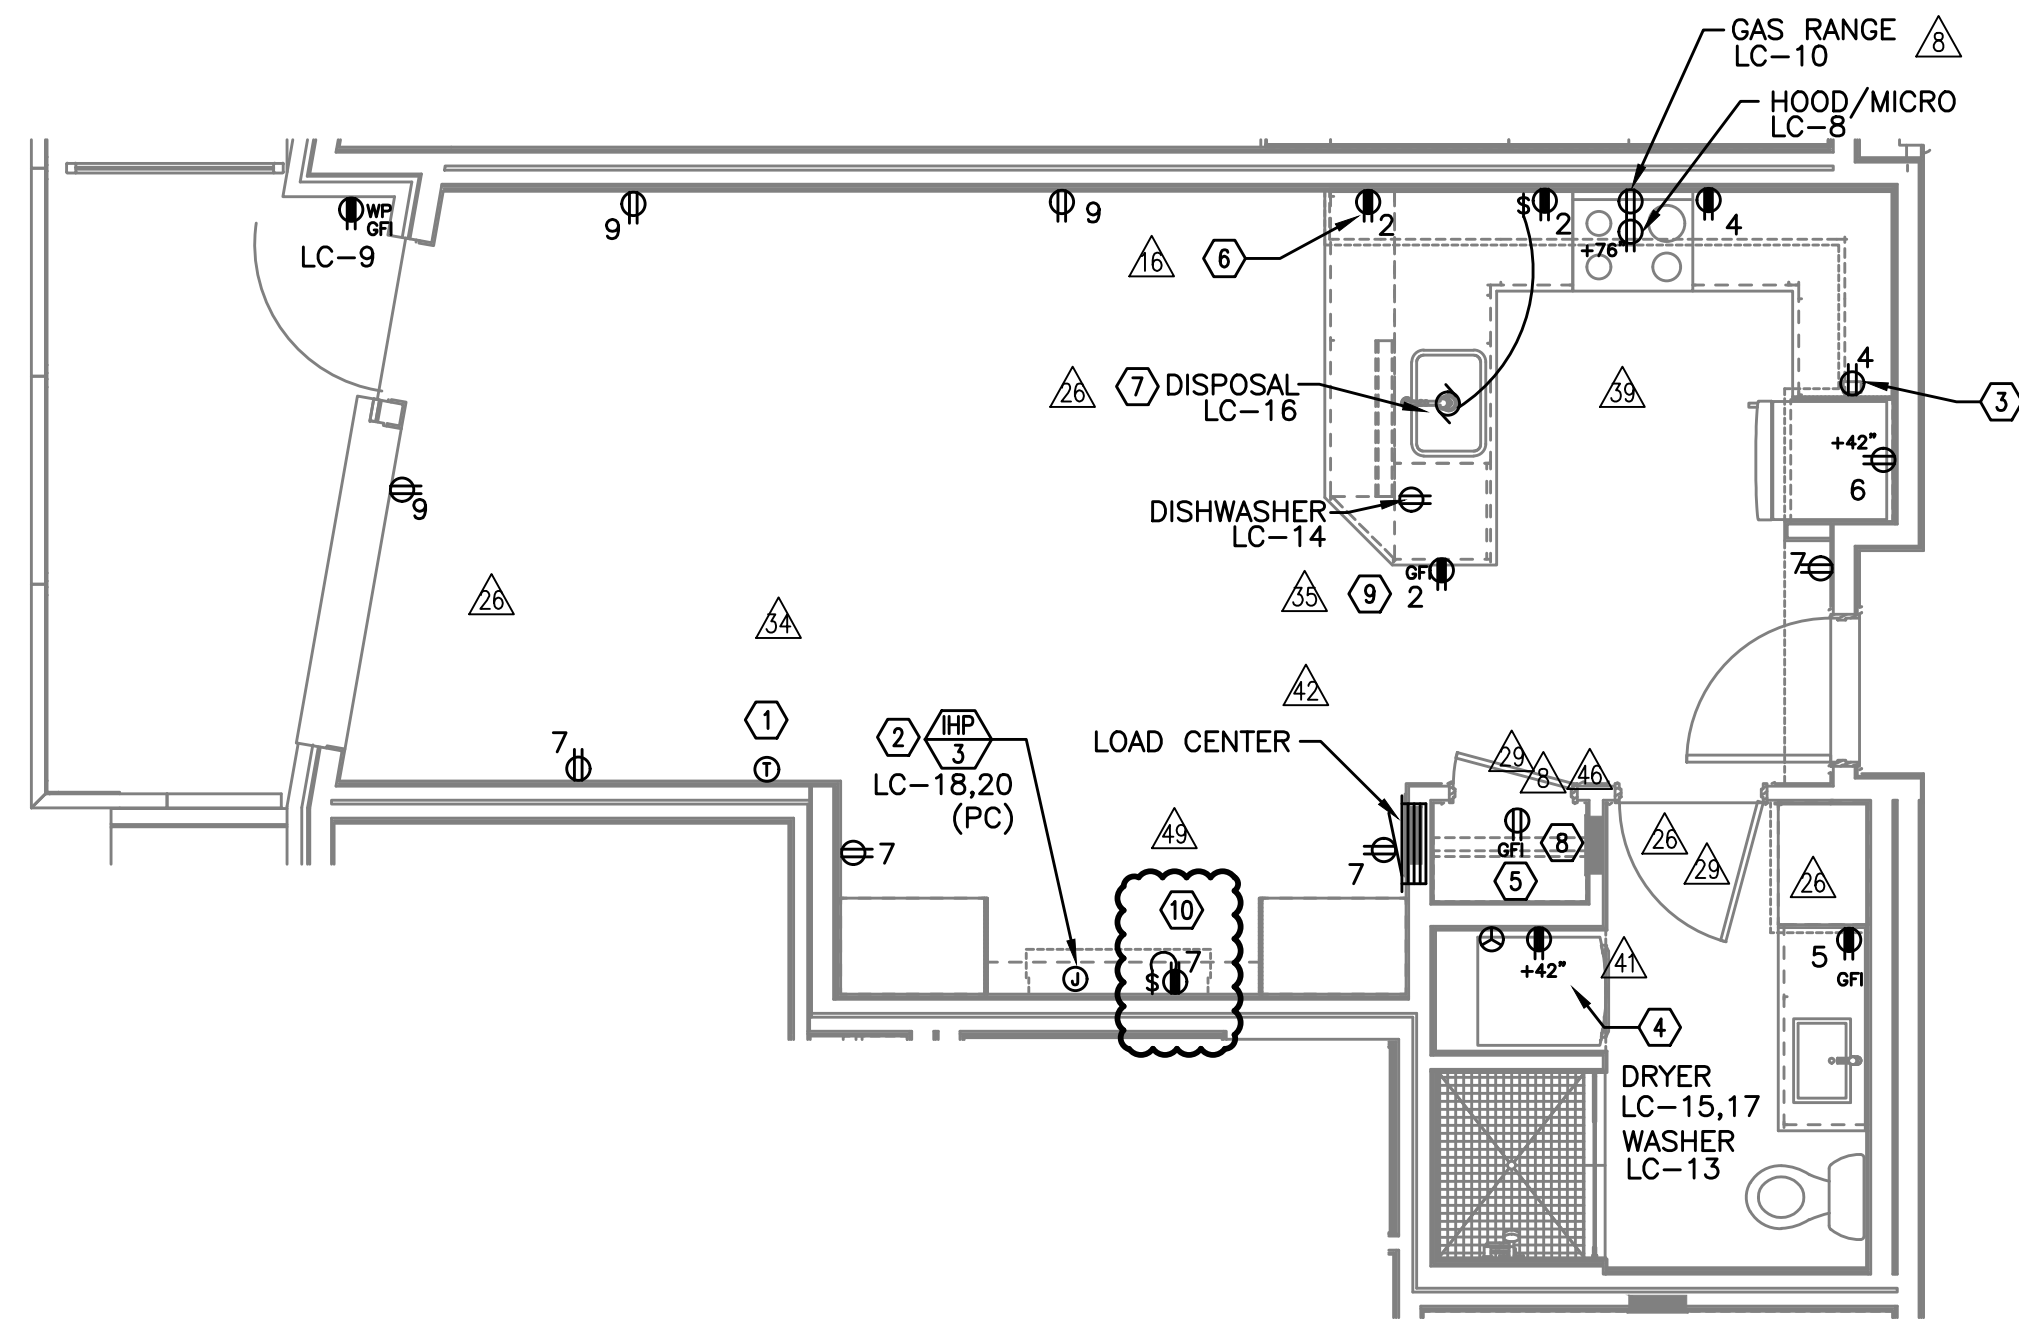 GAS RANGE
LC-10
8
HOOD/MICRO
LC-8
WP
GFI
LC-9
9
9
16
6
2
$
2
+76"
4
26
7
DISPOSAL
LC-16
39
4
3
+42"
6
9
DISHWASHER
LC-14
7
GFI
2
26
34
35
9
42
1
7
T
2
IHP
3
LC-18,20
(PC)
LOAD CENTER
29
8
46
49
7
7
GFI
8
5
26
29
26
10
7
$
J
+42"
41
5
GFI
4
DRYER
LC-15,17
WASHER
LC-13